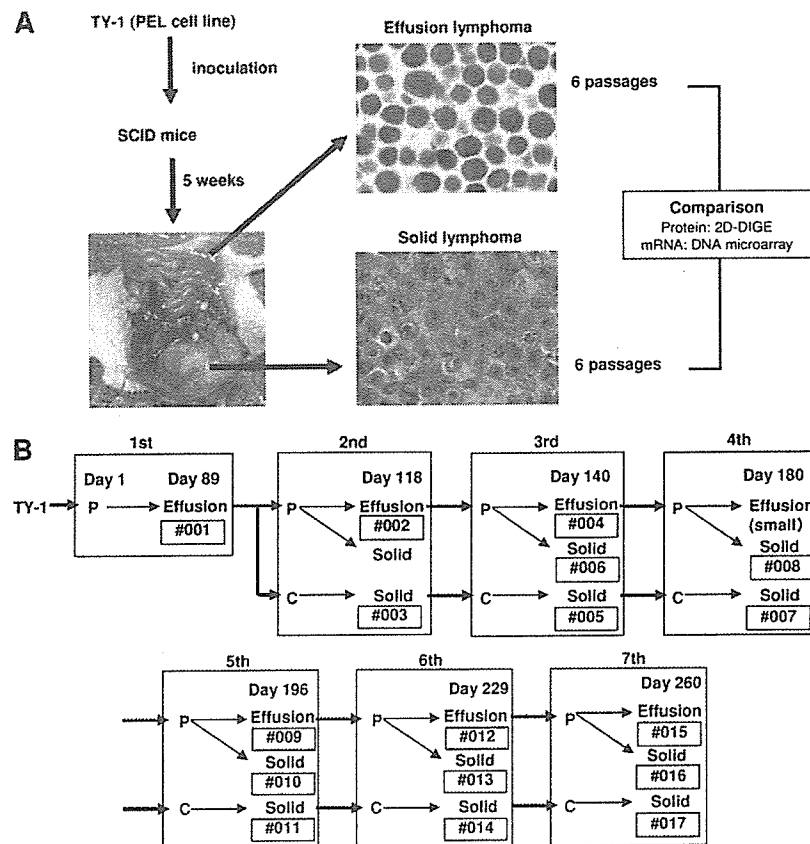 A
TY-1 (PEL cell line)
inoculation
SCID mice
5 weeks
Effusion lymphoma
6 passages
Solid lymphoma
6 passages
Comparison
Protein: 2D-DIGE
mRNA: DNA microarray
B
1st
TY-1
Day 1
Day 89
P
Effusion
#001
2nd
Day 118
P
Effusion
#002
Solid
C
Solid
#003
3rd
Day 140
P
Effusion
#004
Solid
#006
C
Solid
#005
4th
Day 180
P
Effusion
(small)
Solid
#008
C
Solid
#007
5th
Day 196
P
Effusion
#009
Solid
#010
C
Solid
#011
6th
Day 229
P
Effusion
#012
Solid
#013
C
Solid
#014
7th
Day 260
P
Effusion
#015
Solid
#016
C
Solid
#017